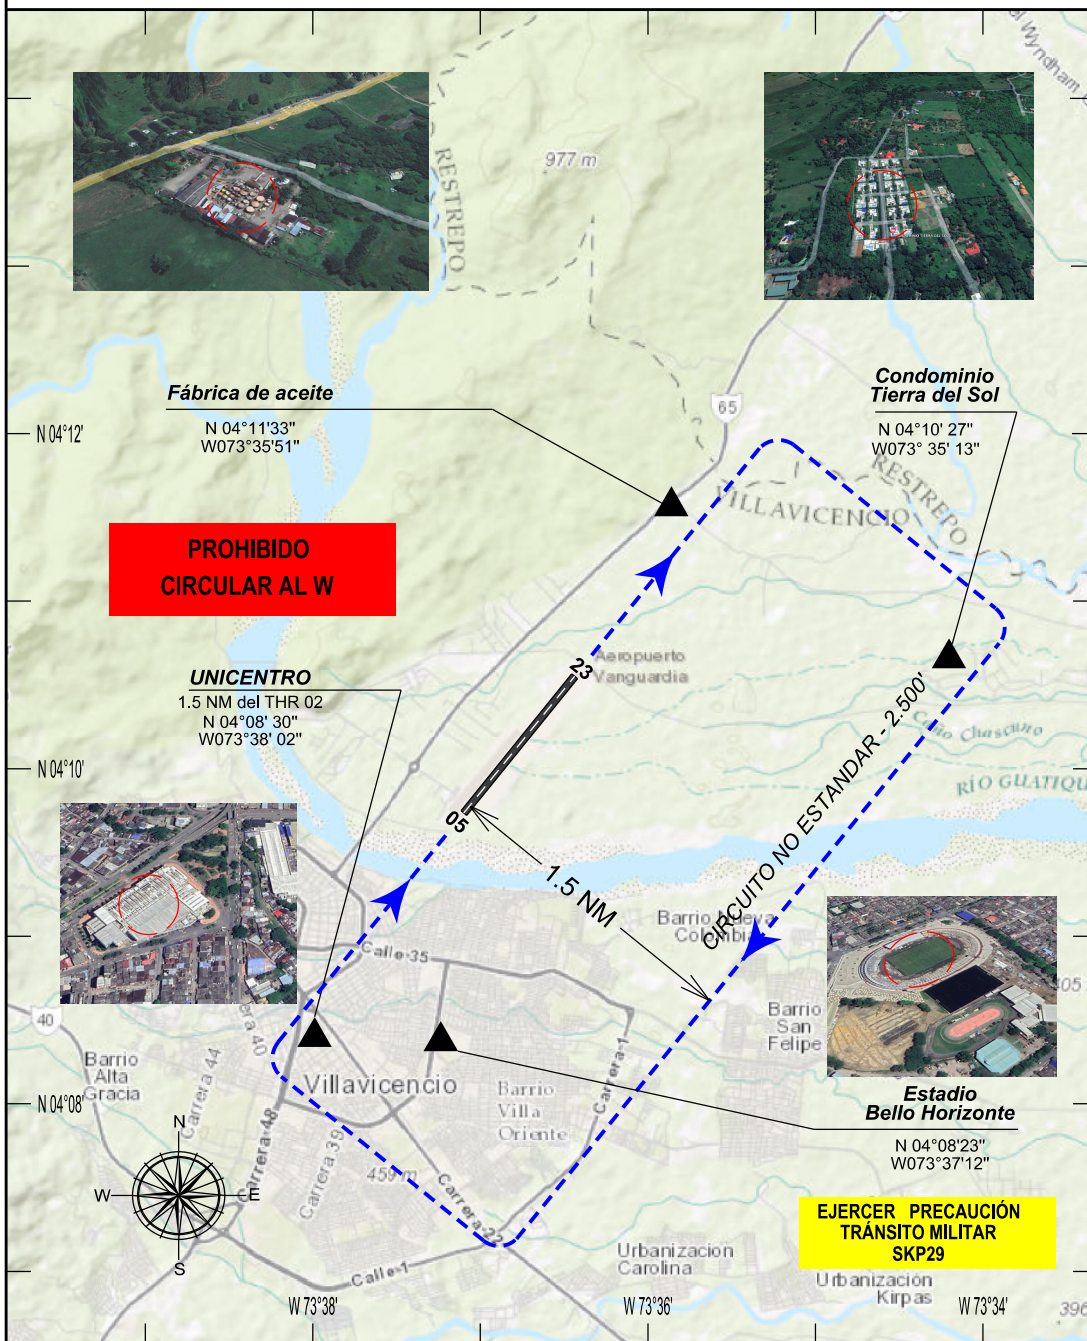 977 m
RESTREPO
65
Fábrica de aceite
N 04°11'33"
W073°35'51"
Condominio
Tierra del Sol
N 04°10' 27"
W073° 35' 13"
N 04°12'
RESTREPO
VILLAVICENCIO
PROHIBIDO
CIRCULAR AL W
UNICENTRO
1.5 NM del THR 02
N 04°08' 30"
W073°38' 02"
23
Aeropuerto
Vanguardia
Caño Chascuro
RÍO GUATIQU
N 04°10'
05
1.5 NM
CIRCUITO NO ESTANDAR - 2.500'
Barrio Nueva
Colombia
Calle 35
40
Carrera 44
Carrera 40
Barrio
Alta
Gracia
Villavicencio
Barrio
Villa
Oriente
Carrera 1
Barrio
San
Felipe
N 04°08'
Carrera 48
Carrera 39
459 m
Carrera 22
Calle 1
Estadio
Bello Horizonte
N 04°08'23"
W073°37'12"
N
W
E
S
EJERCER PRECAUCIÓN
TRÁNSITO MILITAR
SKP29
Urbanizacion
Carolina
Urbanización
Kirpas
W 73°38'
W 73°36'
W 73°34'
396